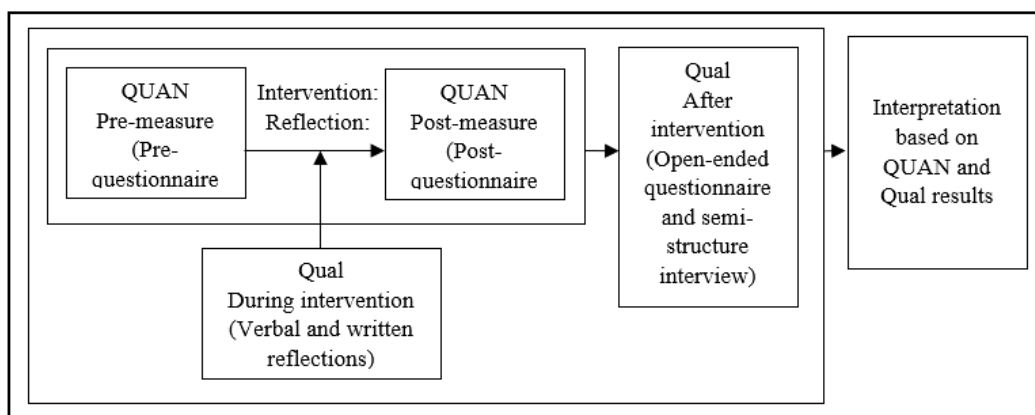 QUAN
Pre-measure
(Pre-
questionnaire
Intervention:
Reflection:
QUAN
Post-measure
(Post-
questionnaire
Qual
During intervention
(Verbal and written
reflections)
Qual
After
intervention
(Open-ended
questionnaire
and semi-
structure
interview)
Interpretation
based on
QUAN and
Qual results